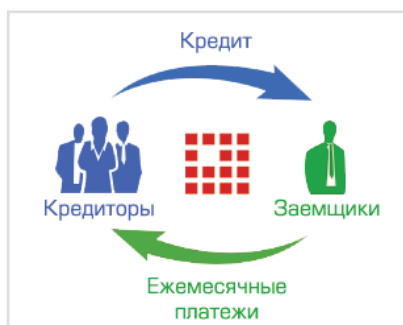 Кредит
Кредиторы
Заемщики
Ежемесячные
платежи